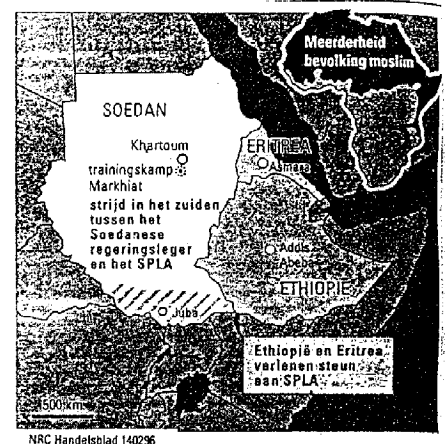 Meerderheid
bevolking moslim
SOEDAN
Khartoum
trainingskamp
Markhiat
strijd in het zuiden
tussen het
Soedanese
regeringsleger
en het SPLA
ERITREA
Asmara
Addis
Abeba
ETHIOPIË
Juba
Ethiopië en Eritrea
verlenen steun
aan SPLA
500 km
NRC Handelsblad 140296